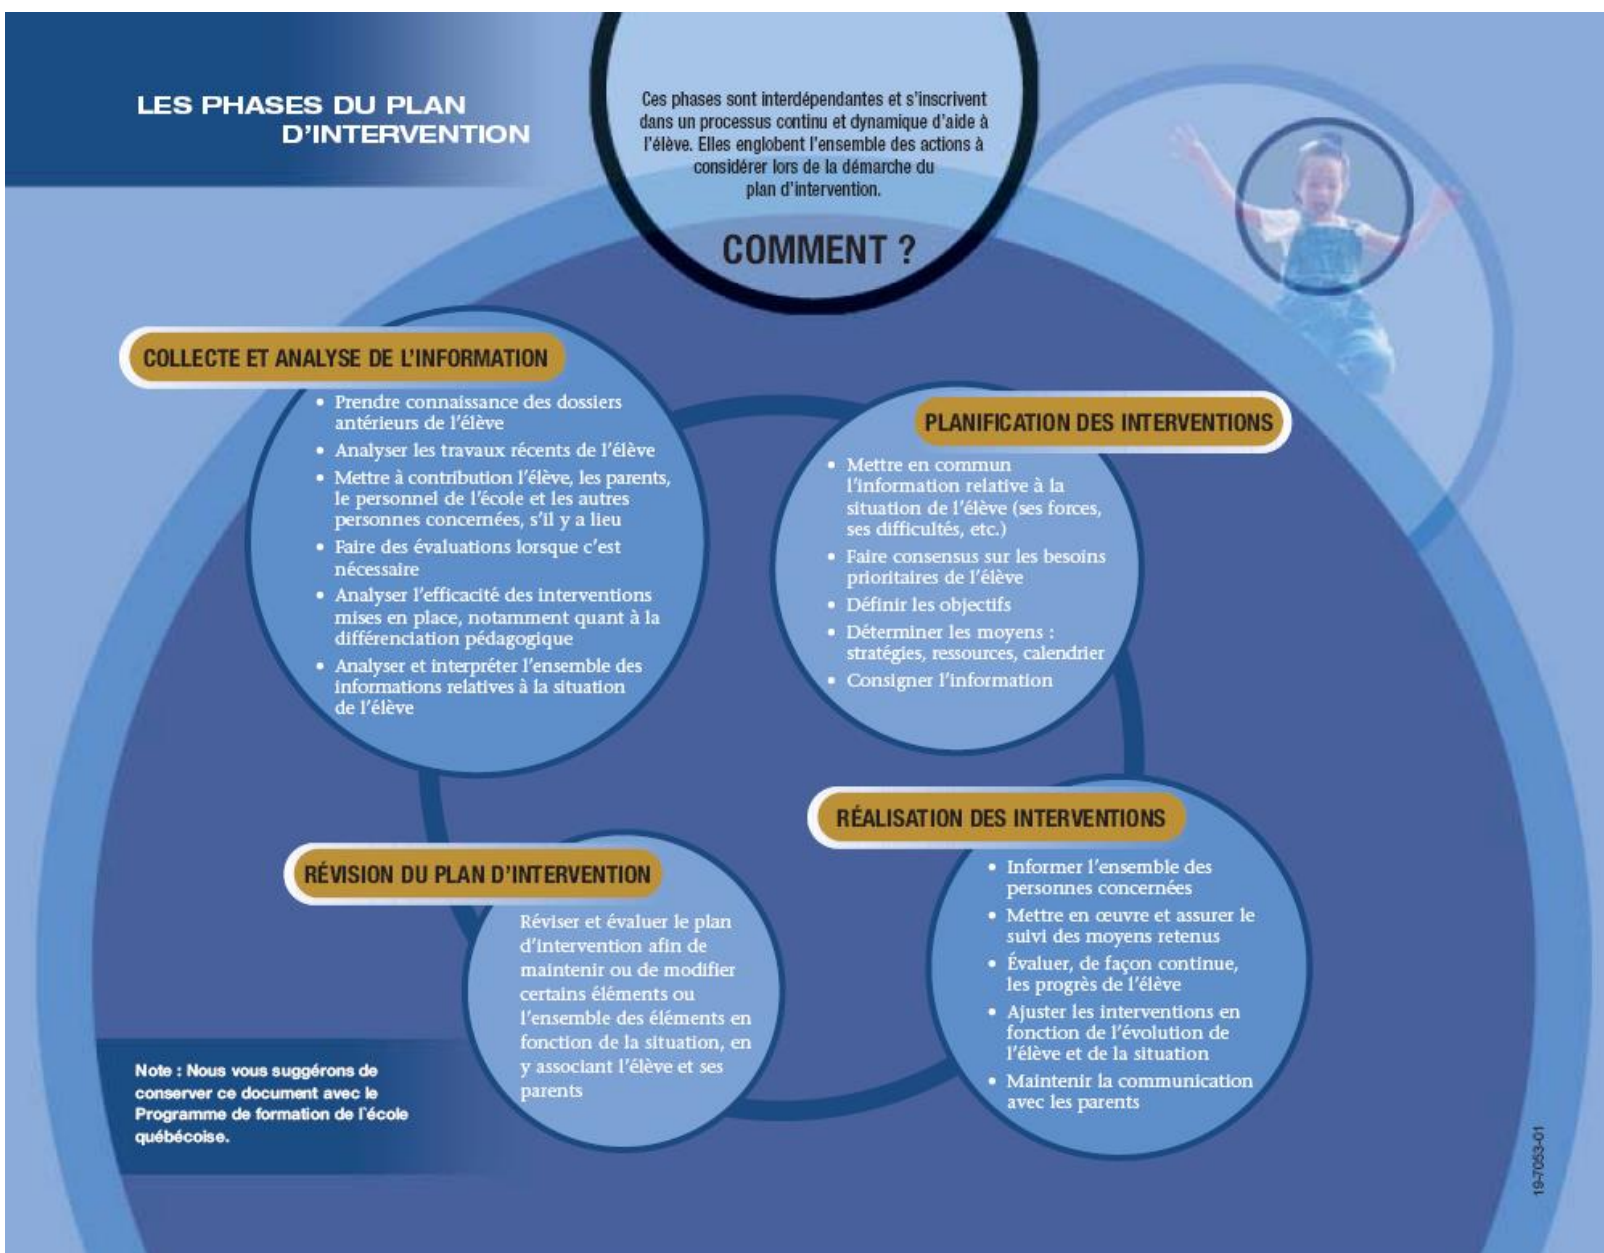 LES PHASES DU PLAN
D'INTERVENTION
Ces phases sont interdépendantes et s'inscrivent
dans un processus continu et dynamique d'aide à
l'élève. Elles englobent l'ensemble des actions à
considérer lors de la démarche du
plan d'intervention.
COMMENT ?
COLLECTE ET ANALYSE DE L'INFORMATION
• Prendre connaissance des dossiers
antérieurs de l'élève
• Analyser les travaux récents de l'élève
• Mettre à contribution l'élève, les parents,
le personnel de l'école et les autres
personnes concernées, s'il y a lieu
• Faire des évaluations lorsque c'est
nécessaire
• Analyser l'efficacité des interventions
mises en place, notamment quant à la
différenciation pédagogique
• Analyser et interpréter l'ensemble des
informations relatives à la situation
de l'élève
PLANIFICATION DES INTERVENTIONS
• Mettre en commun
l'information relative à la
situation de l'élève (ses forces,
ses difficultés, etc.)
• Faire consensus sur les besoins
prioritaires de l'élève
• Définir les objectifs
• Déterminer les moyens :
stratégies, ressources, calendrier
• Consigner l'information
RÉALISATION DES INTERVENTIONS
• Informer l'ensemble des
personnes concernées
• Mettre en œuvre et assurer le
suivi des moyens retenus
• Évaluer, de façon continue,
les progrès de l'élève
• Ajuster les interventions en
fonction de l'évolution de
l'élève et de la situation
• Maintenir la communication
avec les parents
RÉVISION DU PLAN D'INTERVENTION
Réviser et évaluer le plan
d'intervention afin de
maintenir ou de modifier
certains éléments ou
l'ensemble des éléments en
fonction de la situation, en
y associant l'élève et ses
parents
Note : Nous vous suggérons de
conserver ce document avec le
Programme de formation de l`école
québécoise.
19-7053-01